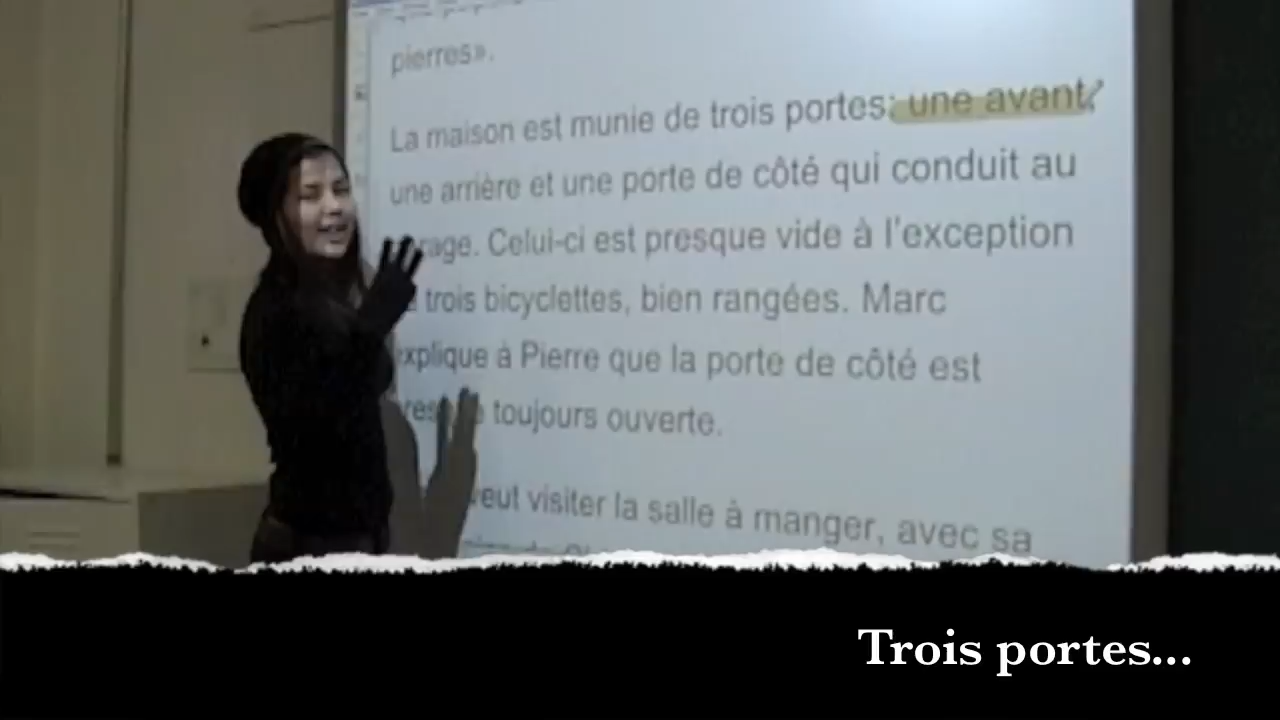 pierres».
La maison est munie de trois portes: une avant,
une arrière et une porte de côté qui conduit au
rage. Celui-ci est presque vide à l'exception
trois bicyclettes, bien rangées. Marc
explique à Pierre que la porte de côté est
toujours ouverte.
veut visiter la salle à manger, avec sa
Trois portes...